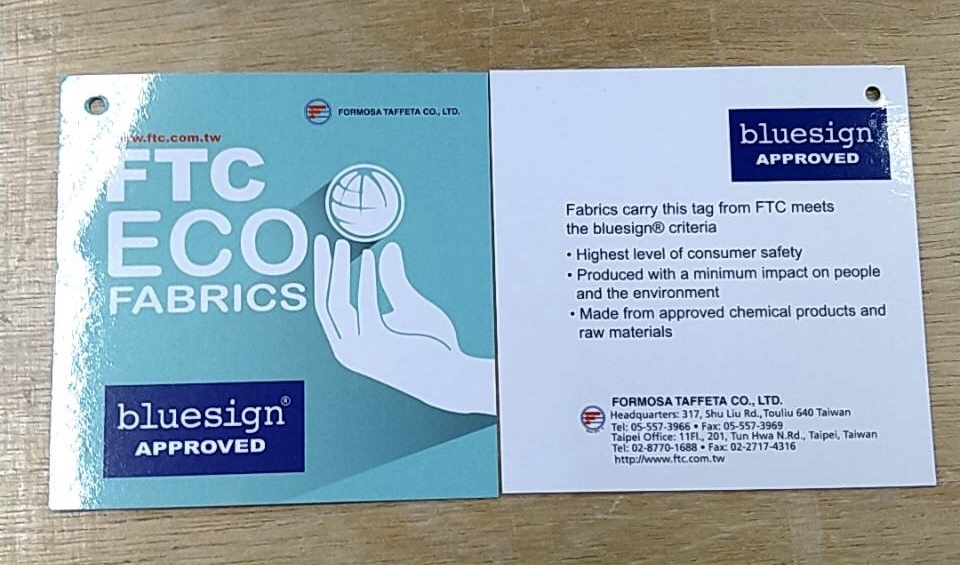 FORMOSA TAFFETA CO., LTD.
w.ftc.com.tw
FTC
ECO
FABRICS
bluesign®
APPROVED
bluesign®
APPROVED
Fabrics carry this tag from FTC meets
the bluesign® criteria
• Highest level of consumer safety
• Produced with a minimum impact on people
and the environment
• Made from approved chemical products and
raw materials
FORMOSA TAFFETA CO., LTD.
Headquarters: 317, Shu Liu Rd., Touliu 640 Taiwan
Tel: 05-557-3966 • Fax: 05-557-3969
Taipei Office: 11Fl., 201, Tun Hwa N.Rd., Taipei, Taiwan
Tel: 02-8770-1688 • Fax: 02-2717-4316
http://www.ftc.com.tw